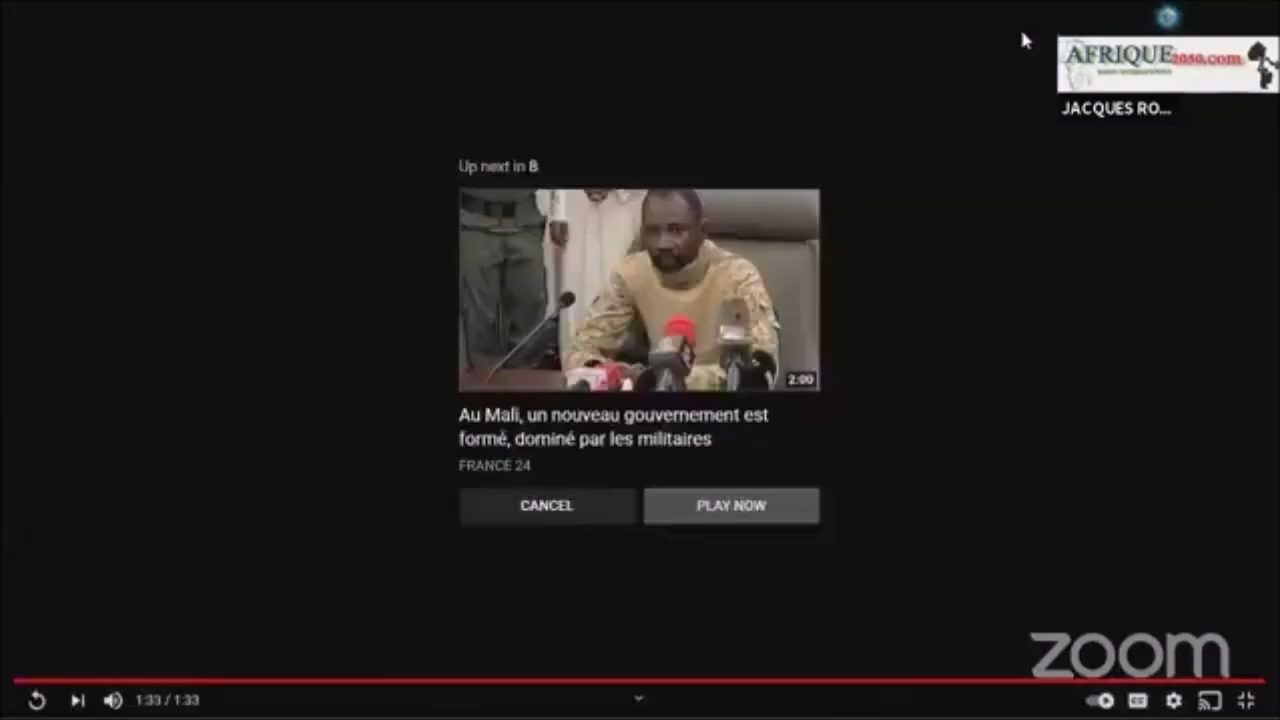 AFRIQUE2050.com
JACQUES RO...
Up next in 8
2:00
Au Mali, un nouveau gouvernement est
formé, dominé par les militaires
FRANCE 24
CANCEL
PLAY NOW
zoom
1:33 / 1:33
CC